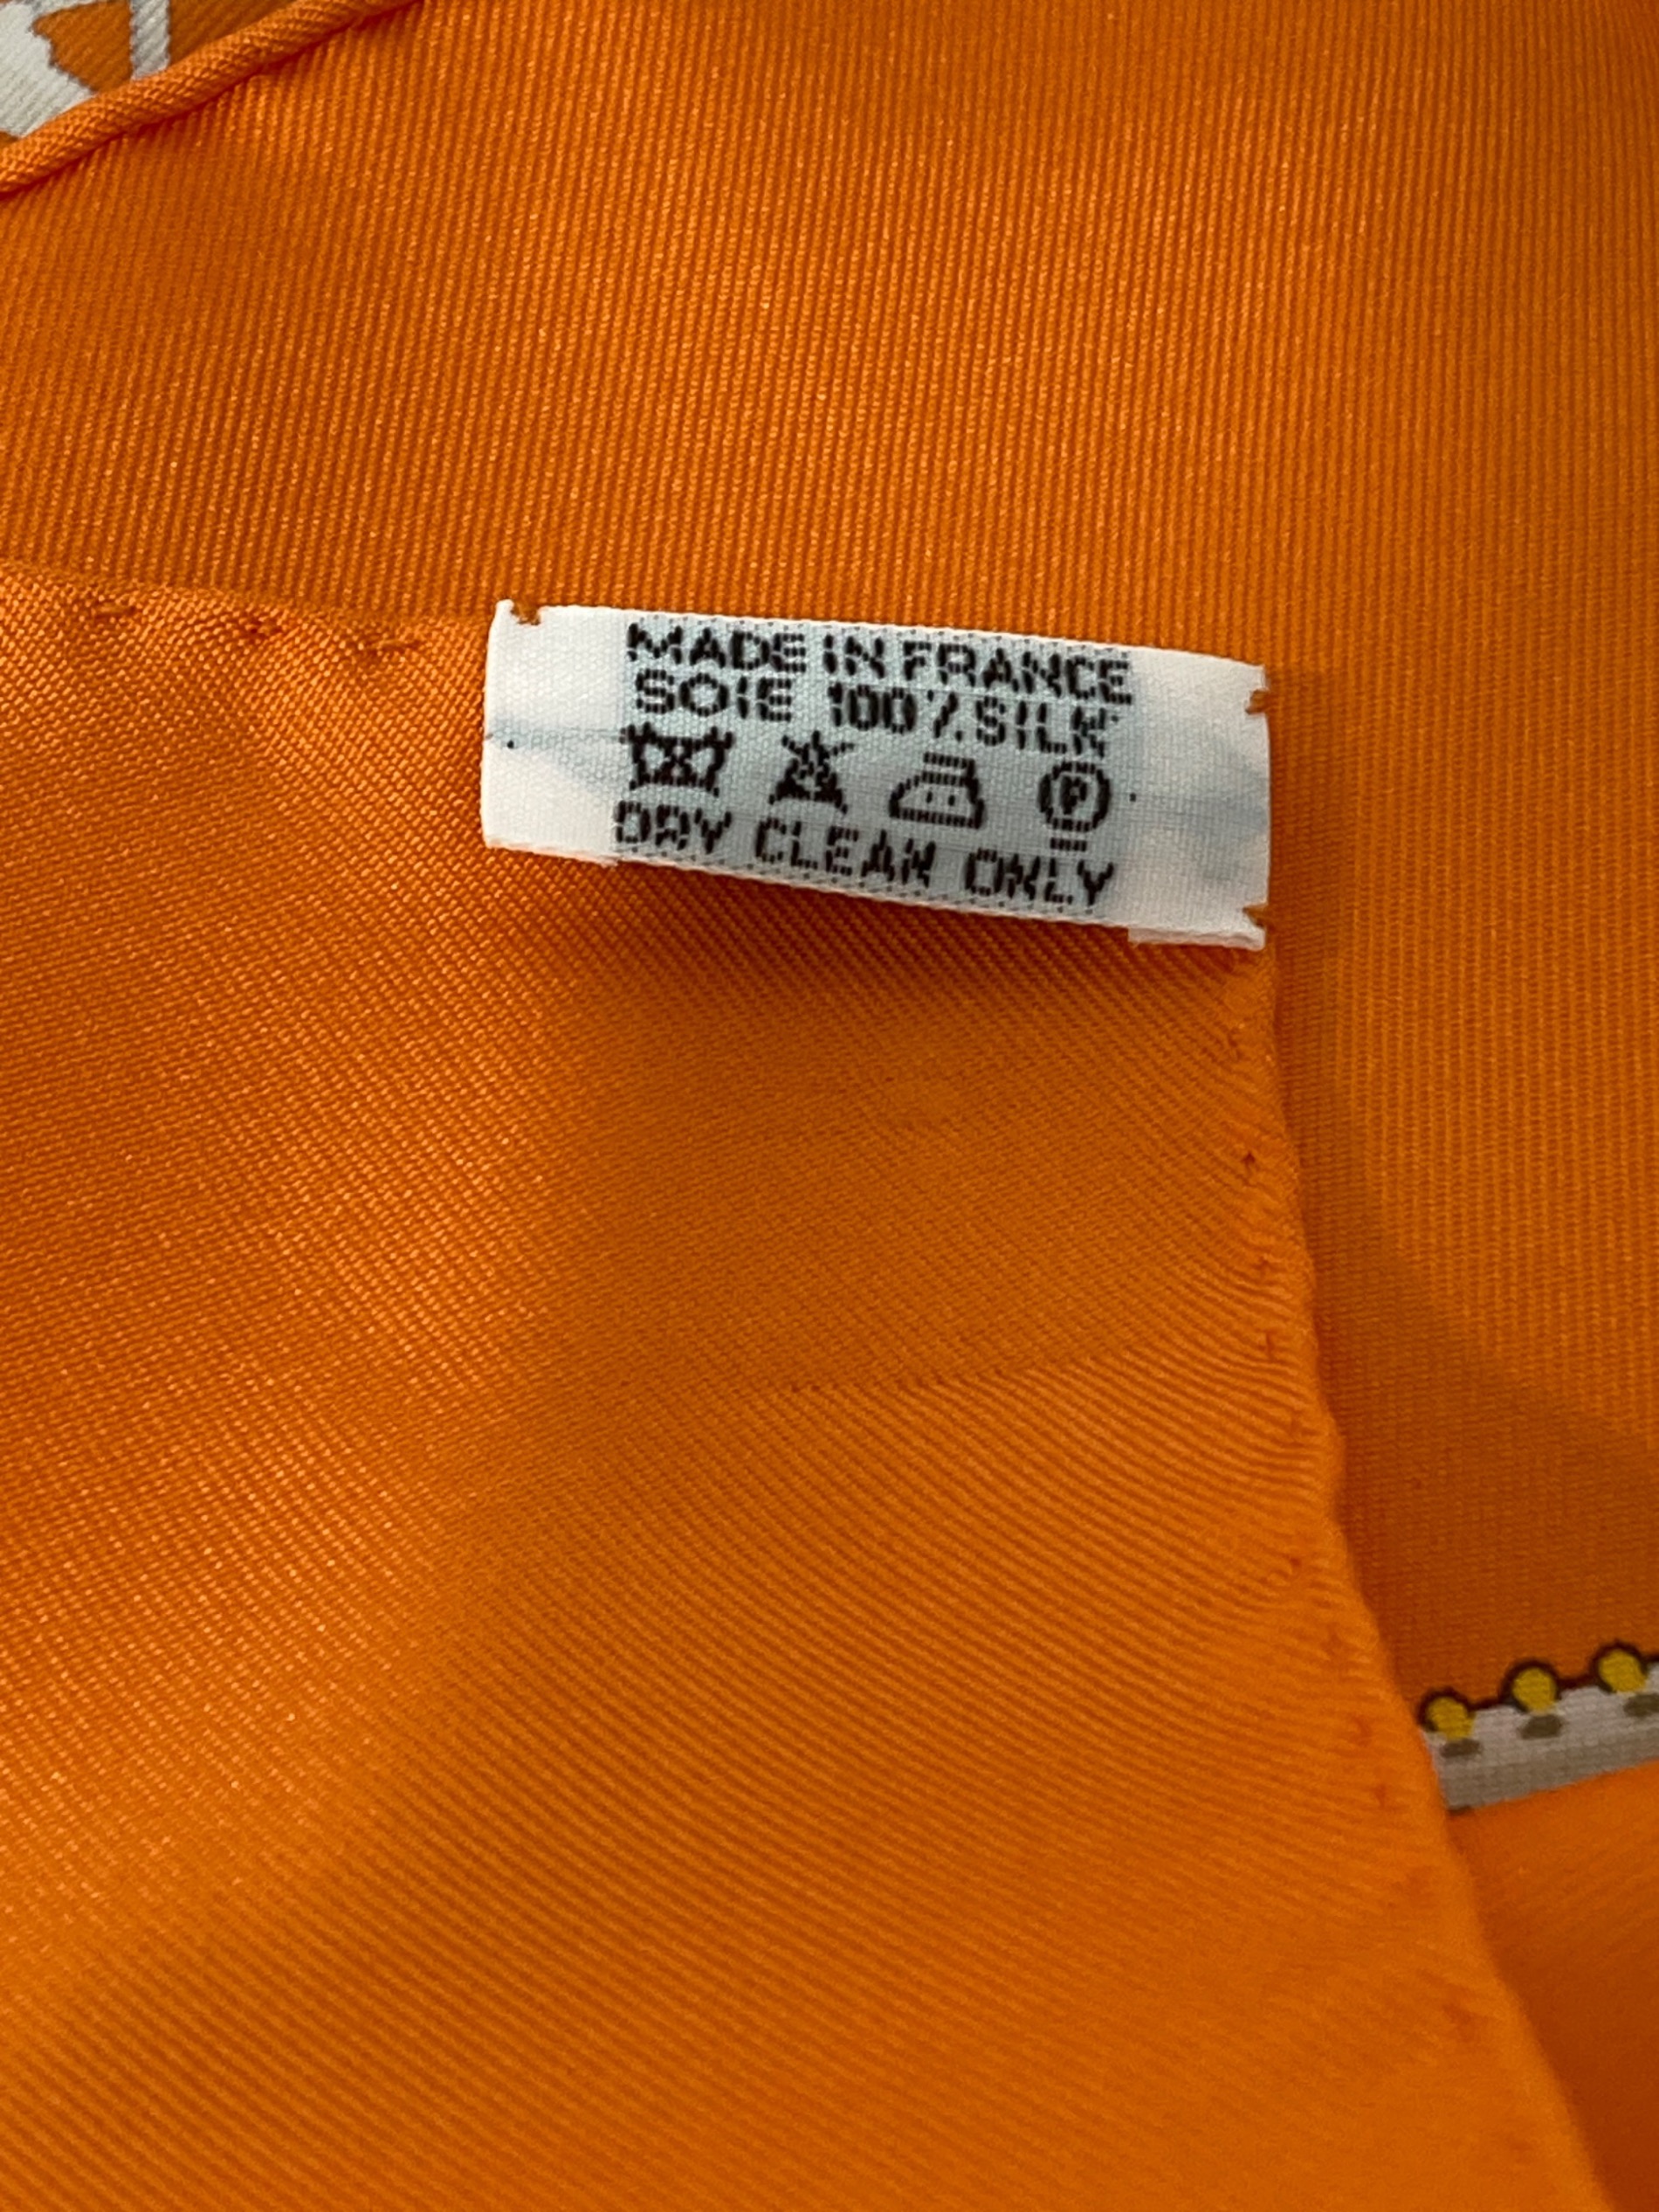 MADE IN FRANCE
SOIE 100% SILK
P
DRY CLEAN ONLY